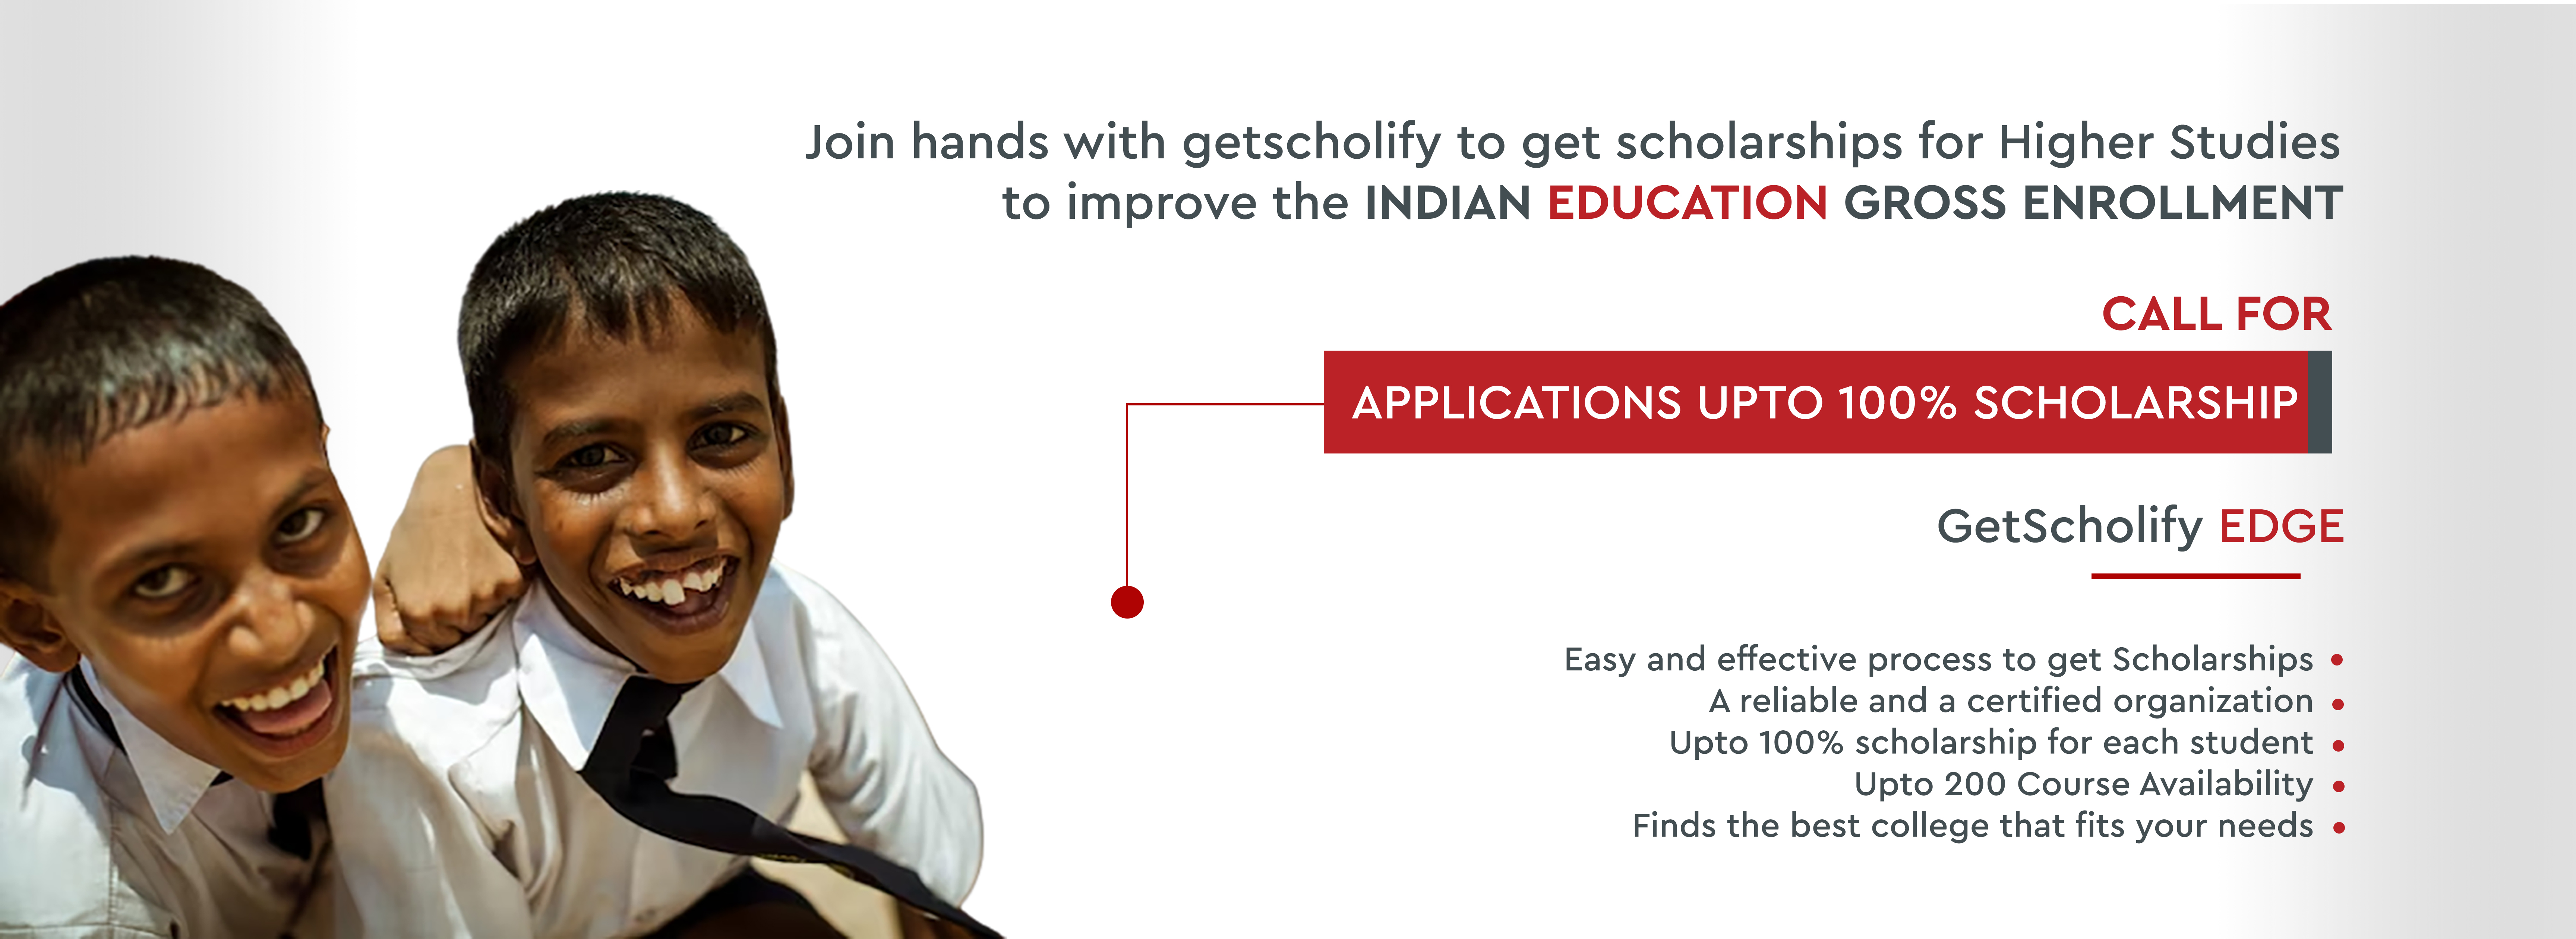 Join hands with getscholify to get scholarships for Higher Studies
to improve the INDIAN EDUCATION GROSS ENROLLMENT
CALL FOR
APPLICATIONS UPTO 100% SCHOLARSHIP
GetScholify EDGE
Easy and effective process to get Scholarships •
A reliable and a certified organization •
Upto 100% scholarship for each student •
Upto 200 Course Availability •
Finds the best college that fits your needs •